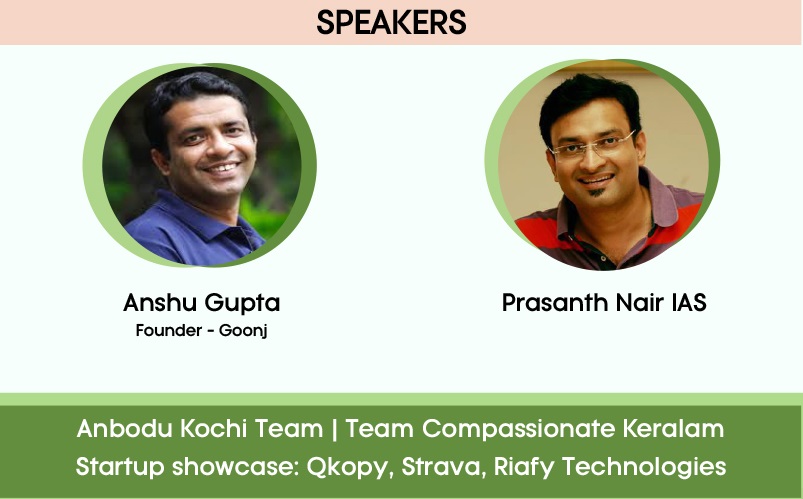 SPEAKERS
Anshu Gupta
Founder - Goonj
Prasanth Nair IAS
Anbodu Kochi Team | Team Compassionate Keralam
Startup showcase: Qkopy, Strava, Riafy Technologies